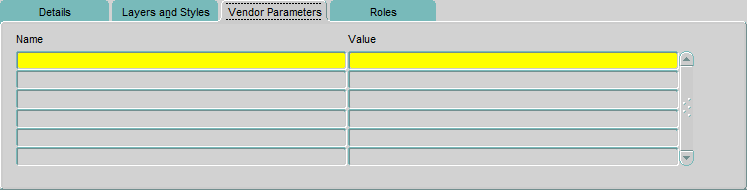 Details Layers and Styles Vendor Parameters Roles
Name Value